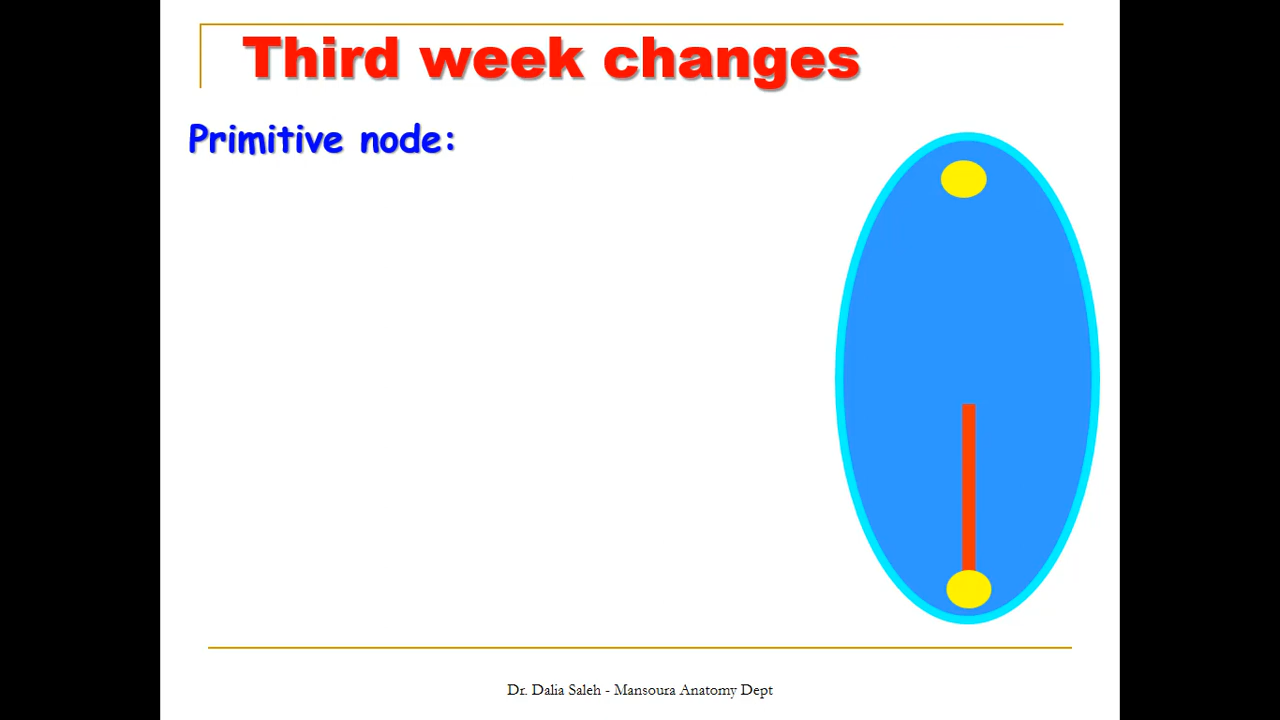 Third week changes
Primitive node:
Dr. Dalia Saleh - Mansoura Anatomy Dept